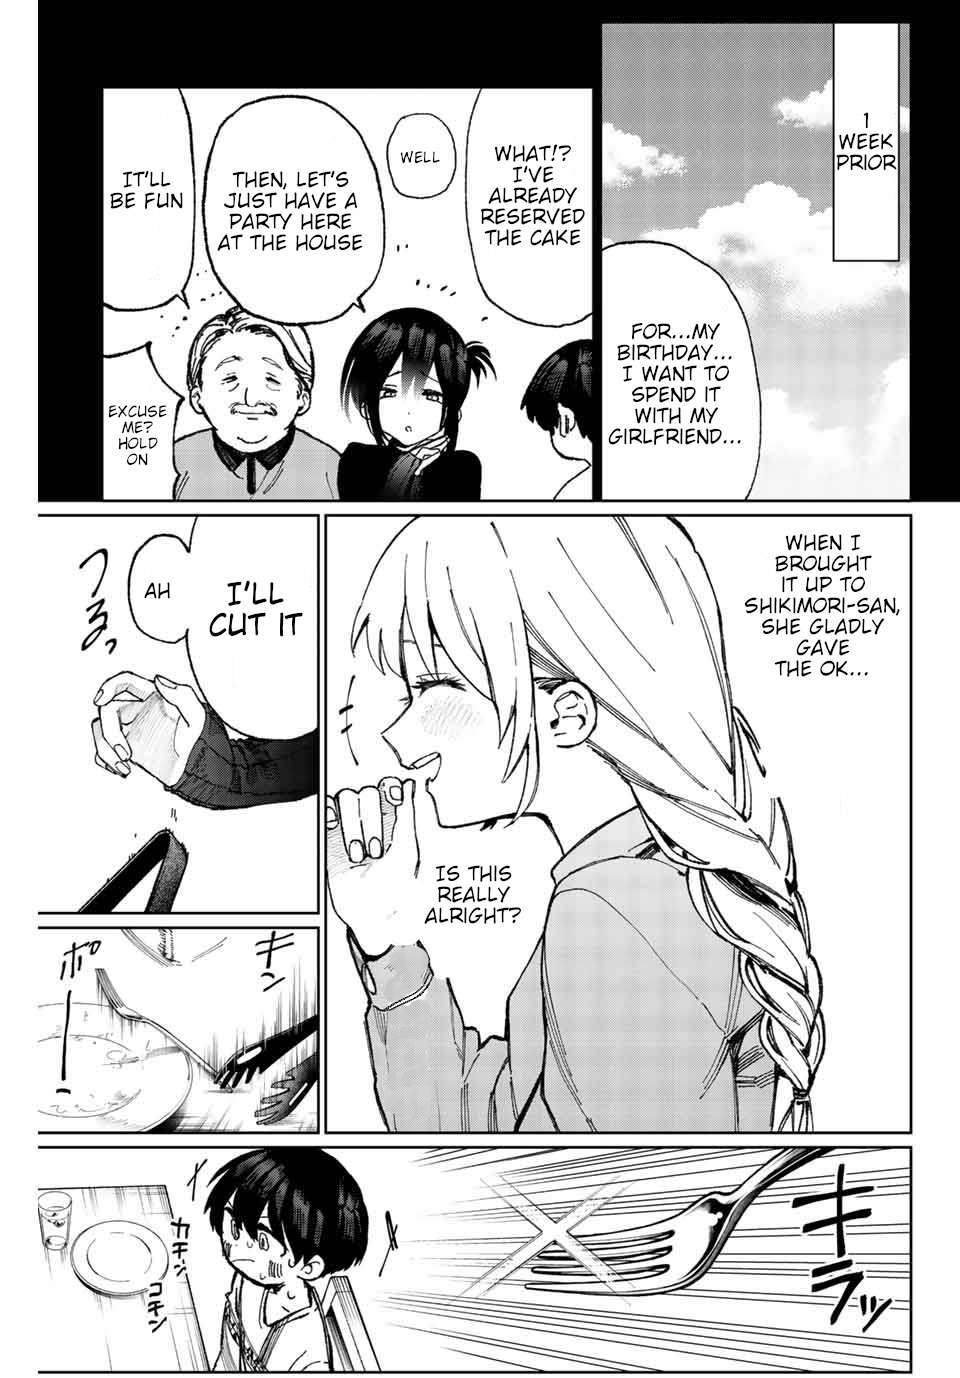 1
WEEK
PRIOR
FOR...MY
BIRTHDAY...
I WANT TO
SPEND IT
WITH MY
GIRLFRIEND...
WHAT!?
I'VE
ALREADY
RESERVED
THE CAKE
WELL
THEN, LET'S
JUST HAVE A
PARTY HERE
AT THE HOUSE
IT'LL
BE FUN
EXCUSE
ME?
HOLD
ON
WHEN I
BROUGHT
IT UP TO
SHIKIMORI-SAN,
SHE GLADLY
GAVE
THE OK...
IS THIS
REALLY
ALRIGHT?
I'LL
CUT IT
AH
つるっ
キン
ポーー!
キラッ
カチン
コチン